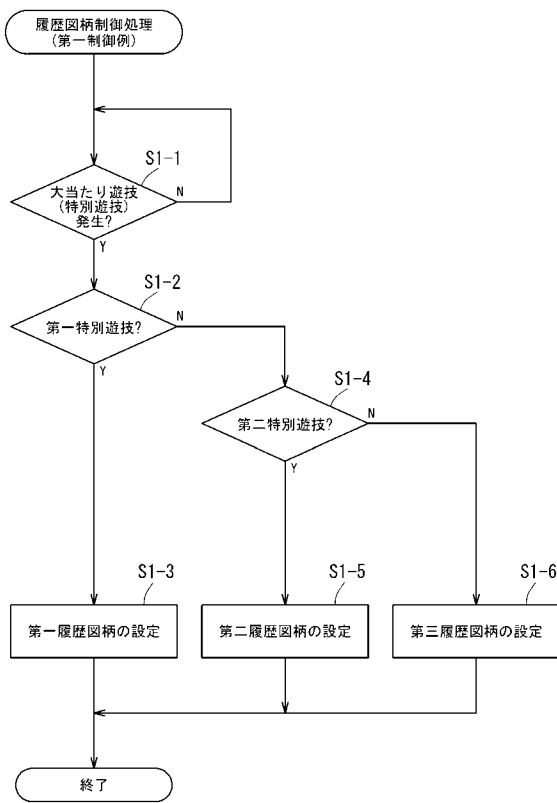 履歴図柄制御処理
(第一制御例)
S1-1
大当たり遊技
(特別遊技)
発生?
N
Y
S1-2
第一特別遊技?
N
Y
S1-4
第二特別遊技?
N
Y
S1-3
第一履歴図柄の設定
S1-5
第二履歴図柄の設定
S1-6
第三履歴図柄の設定
終了